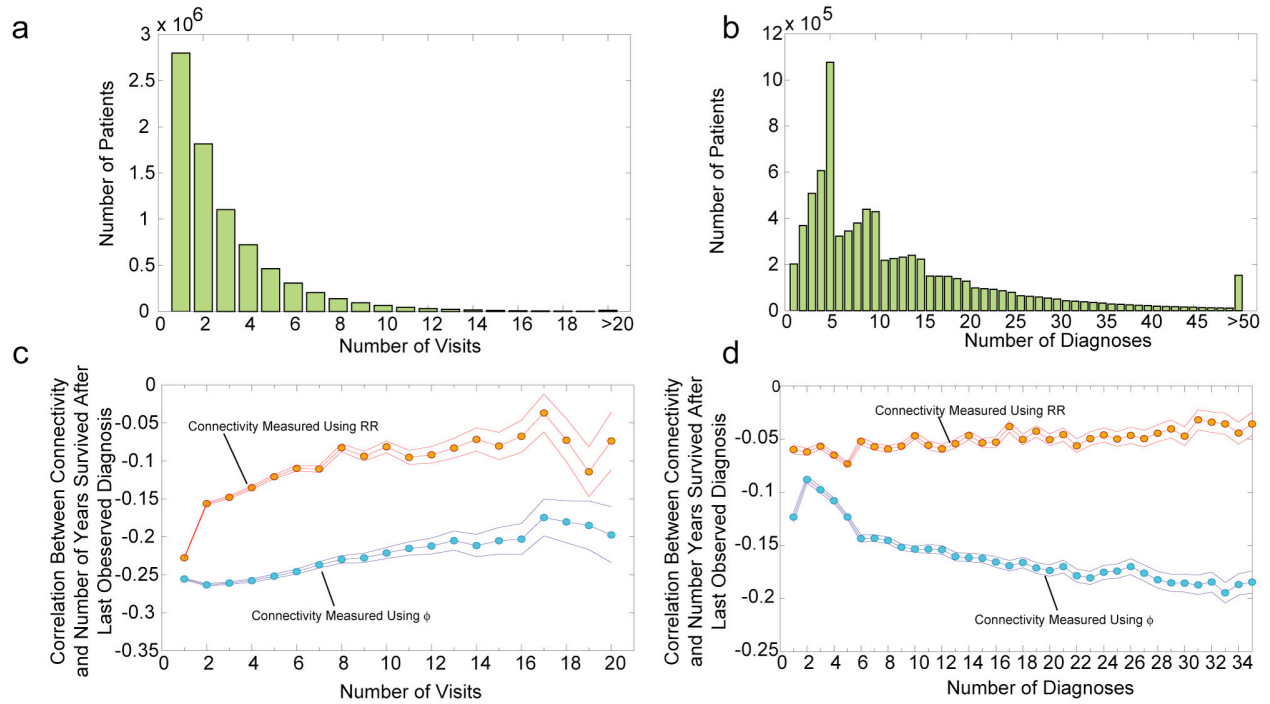 a
3 x 10⁶
2.5
2
1.5
1
0.5
0
0 2 4 6 8 10 12 14 16 18 >20
Number of Patients
Number of Visits
b
12 x 10⁵
10
8
6
4
2
0
0 5 10 15 20 25 30 35 40 45 >50
Number of Patients
Number of Diagnoses
c
0
-0.05
-0.1
-0.15
-0.2
-0.25
-0.3
-0.35
0 2 4 6 8 10 12 14 16 18 20
Correlation Between Connectivity
and Number of Years Survived After
Last Observed Diagnosis
Connectivity Measured Using RR
Connectivity Measured Using ϕ
Number of Visits
d
0
-0.05
-0.1
-0.15
-0.2
-0.25
0 2 4 6 8 10 12 14 16 18 20 22 24 26 28 30 32 34
Correlation Between Connectivity
and Number Years Survived After
Last Observed Diagnosis
Connectivity Measured Using RR
Connectivity Measured Using ϕ
Number of Diagnoses